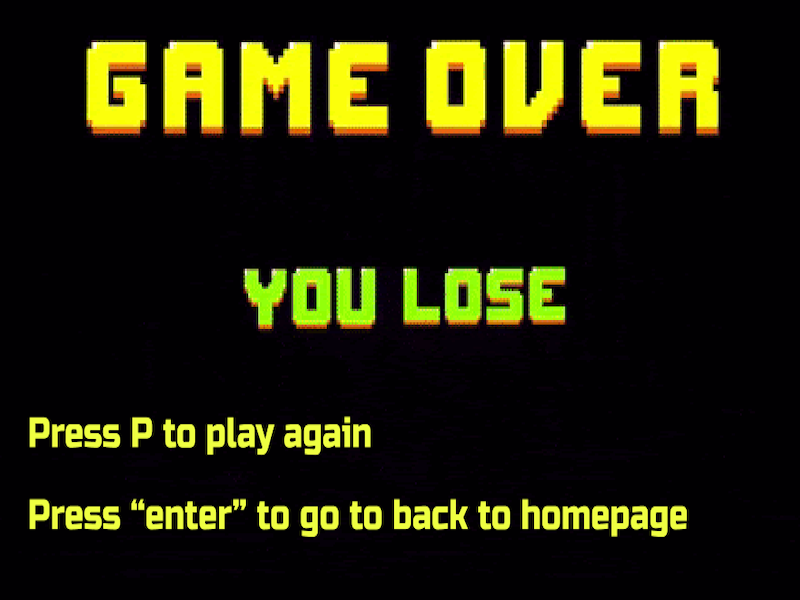 GAME OVER
YOU LOSE
Press P to play again
Press “enter” to go to back to homepage